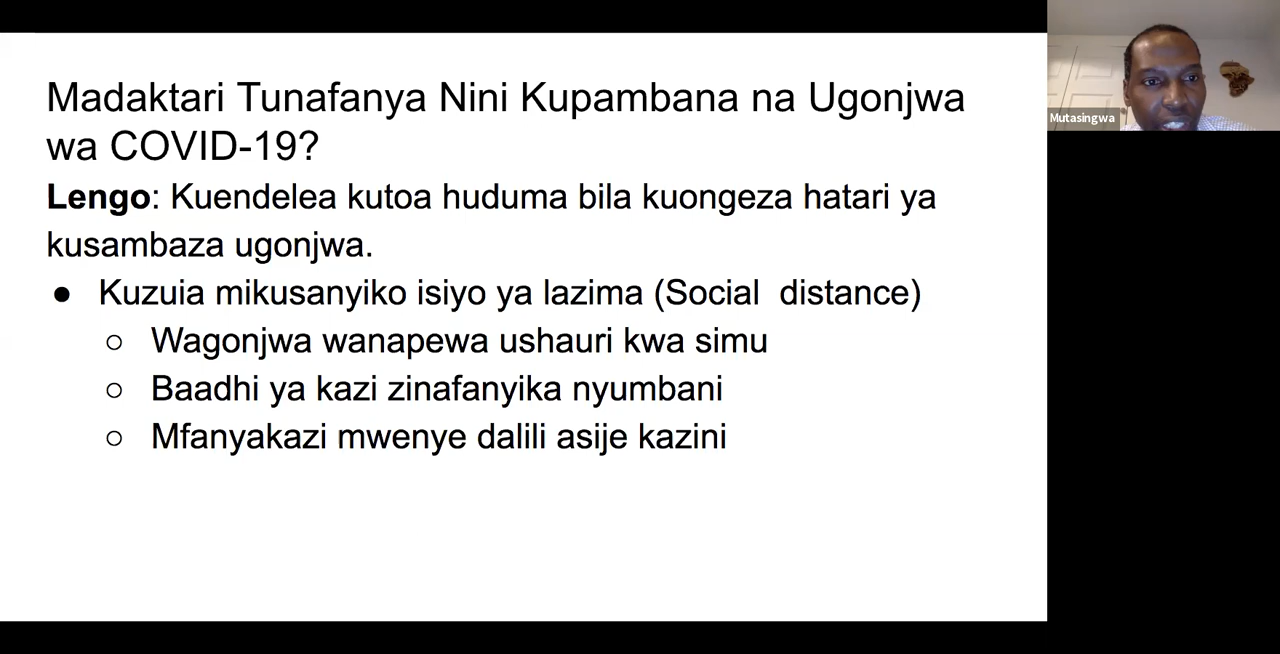 Madaktari Tunafanya Nini Kupambana na Ugonjwa
wa COVID-19?
Lengo: Kuendelea kutoa huduma bila kuongeza hatari ya
kusambaza ugonjwa.
● Kuzuia mikusanyiko isiyo ya lazima (Social distance)
○ Wagonjwa wanapewa ushauri kwa simu
○ Baadhi ya kazi zinafanyika nyumbani
○ Mfanyakazi mwenye dalili asije kazini
Mutasingwa